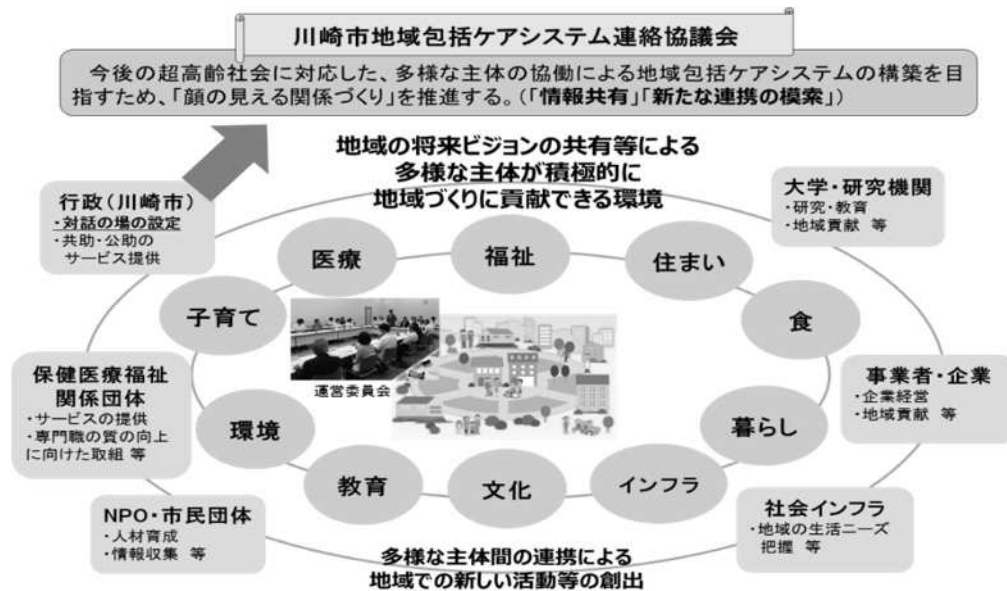 川崎市地域包括ケアシステム連絡協議会
今後の超高齢社会に対応した、多様な主体の協働による地域包括ケアシステムの構築を目
指すため、「顔の見える関係づくり」を推進する。(「情報共有」「新たな連携の模索」)
地域の将来ビジョンの共有等による
多様な主体が積極的に
地域づくりに貢献できる環境
行政(川崎市)
・対話の場の設定
・共助・公助の
サービス提供
大学・研究機関
・研究・教育
・地域貢献 等
医療
福祉
住まい
子育て
食
運営委員会
保健医療福祉
関係団体
・サービスの提供
・専門職の質の向上
に向けた取組 等
事業者・企業
・企業経営
・地域貢献 等
環境
暮らし
教育
文化
インフラ
NPO・市民団体
・人材育成
・情報収集 等
社会インフラ
・地域の生活ニーズ
把握 等
多様な主体間の連携による
地域での新しい活動等の創出